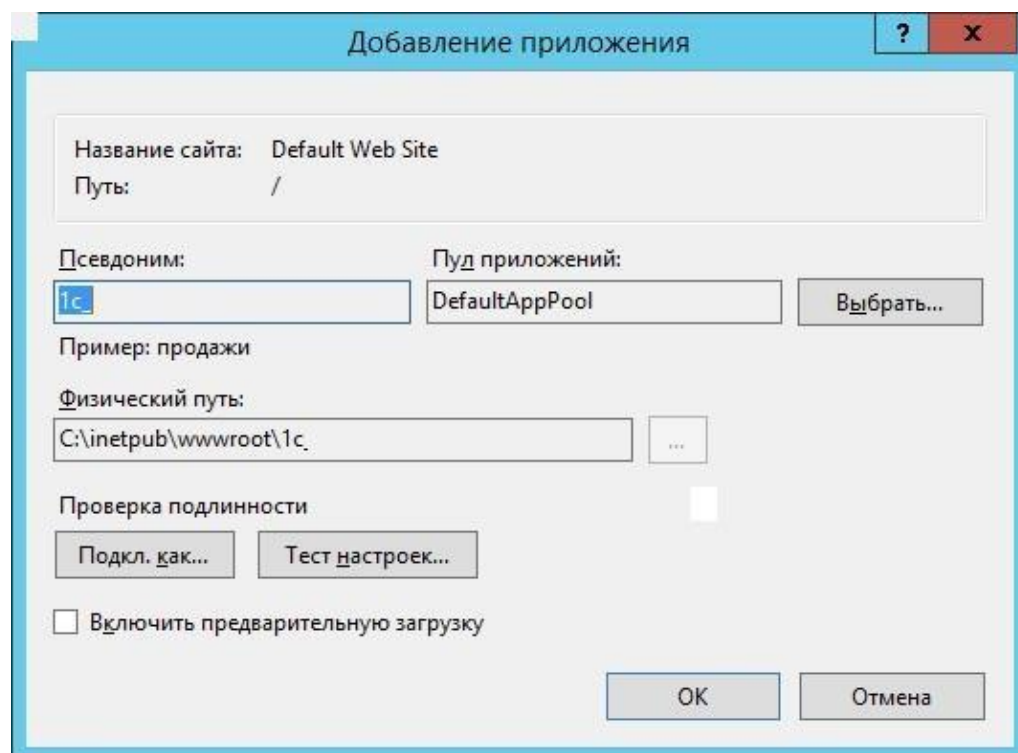 Добавление приложения
?
x
Название сайта: Default Web Site
Путь: /
Псевдоним:
Пул приложений:
1c_
DefaultAppPool
Выбрать...
Пример: продажи
Физический путь:
C:\inetpub\wwwroot\1c_
...
Проверка подлинности
Подкл. как...
Тест настроек...
Включить предварительную загрузку
ОК
Отмена